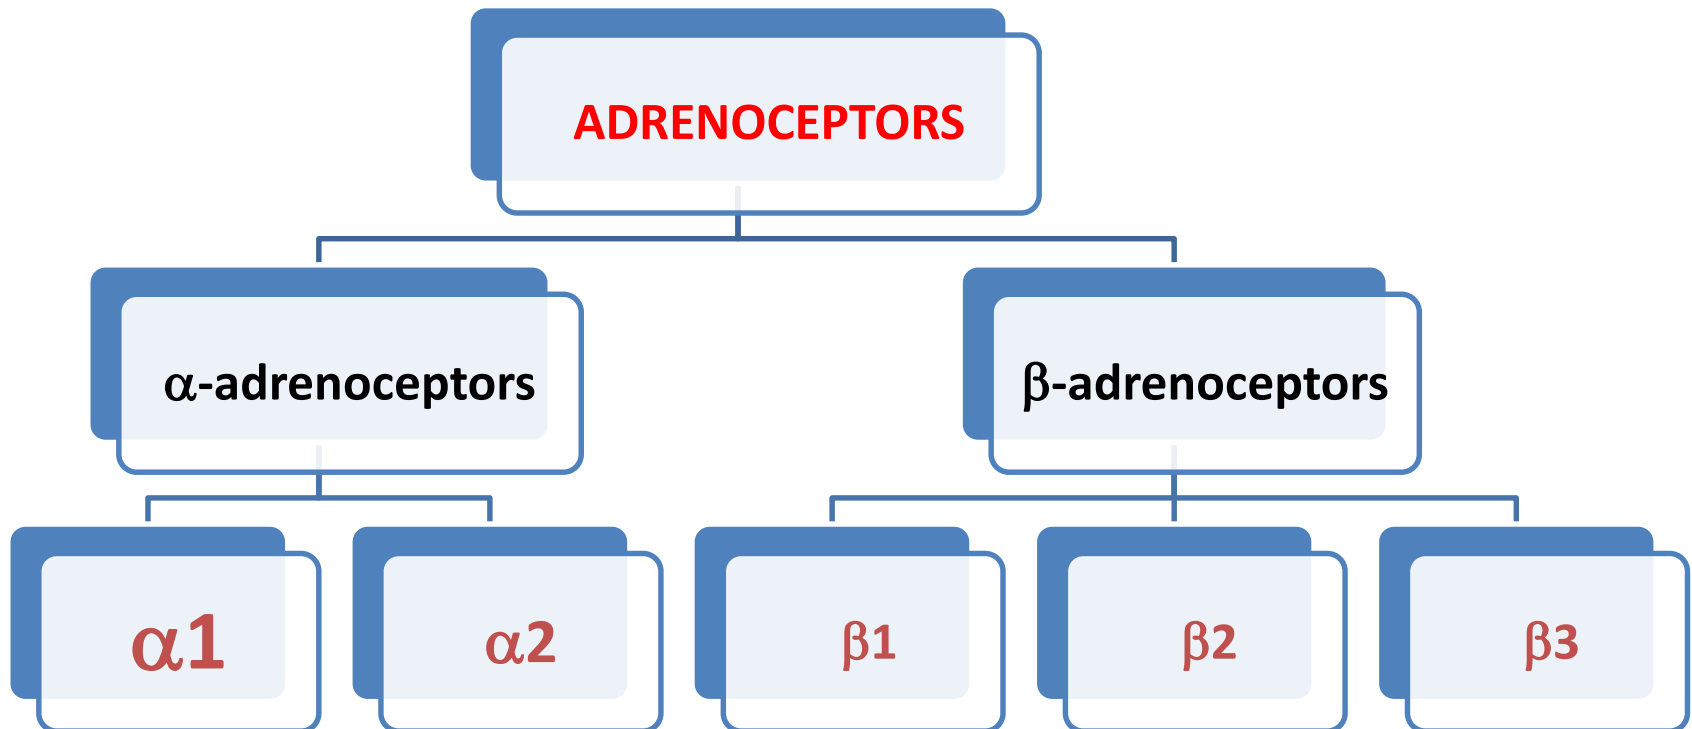 ADRENOCEPTORS
α-adrenoceptors
β-adrenoceptors
α1
α2
β1
β2
β3